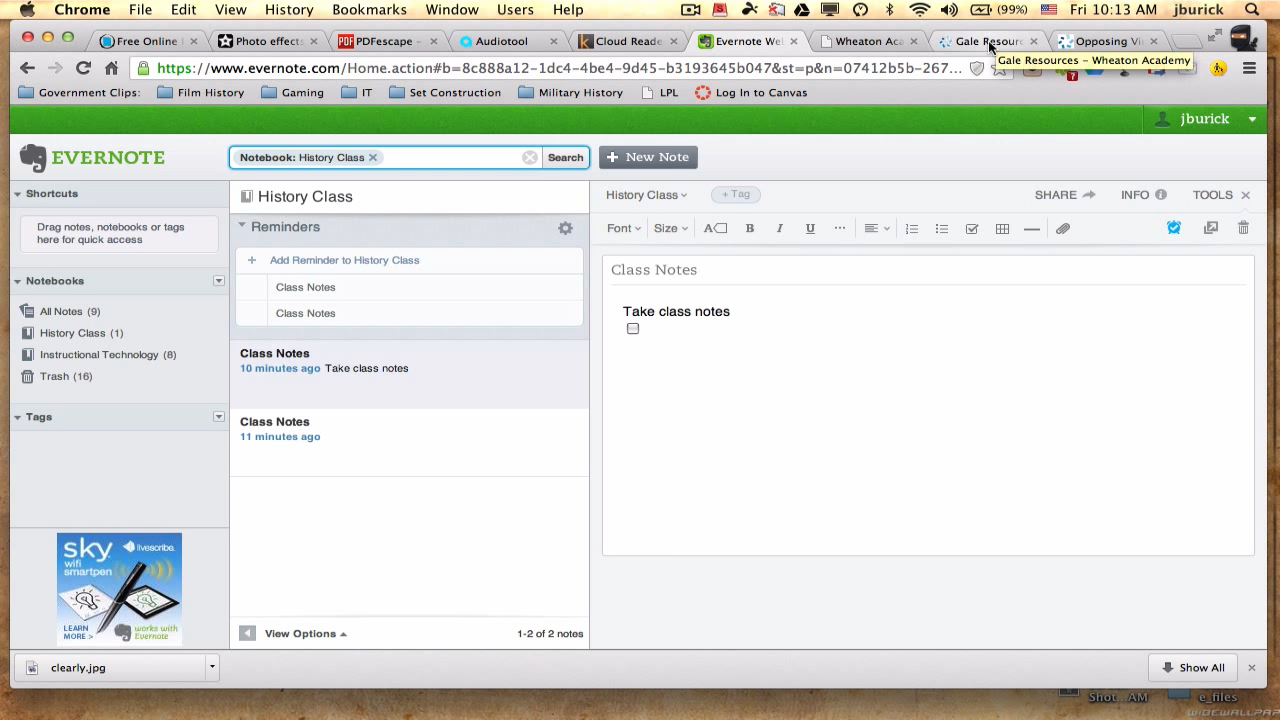 Chrome File Edit View History Bookmarks Window Users Help (99%) Fri 10:13 AM jburick
Free Online Photo effects PDFescape - Audiotool Cloud Reade Evernote We Wheaton Aca Gale Resour Opposing Vi
https://www.evernote.com/Home.action#b=8c888a12-1dc4-4be4-9d45-b3193645b047&st=p&n=07412b5b-267...
Gale Resources – Wheaton Academy
Government Clips: Film History Gaming IT Set Construction Military History LPL Log In to Canvas
jburick
EVERNOTE
Notebook: History Class
Search
New Note
Shortcuts
Drag notes, notebooks or tags
here for quick access
Notebooks
All Notes (9)
History Class (1)
Instructional Technology (8)
Trash (16)
Tags
sky
wifi
smartpen
livescribe
LEARN
MORE >
works with
Evernote
History Class
Reminders
+ Add Reminder to History Class
Class Notes
Class Notes
Class Notes
10 minutes ago Take class notes
Class Notes
11 minutes ago
View Options
1-2 of 2 notes
History Class + Tag SHARE INFO TOOLS
Font Size B I U ...
Class Notes
Take class notes
clearly.jpg
Show All
Shot ... AM e_files